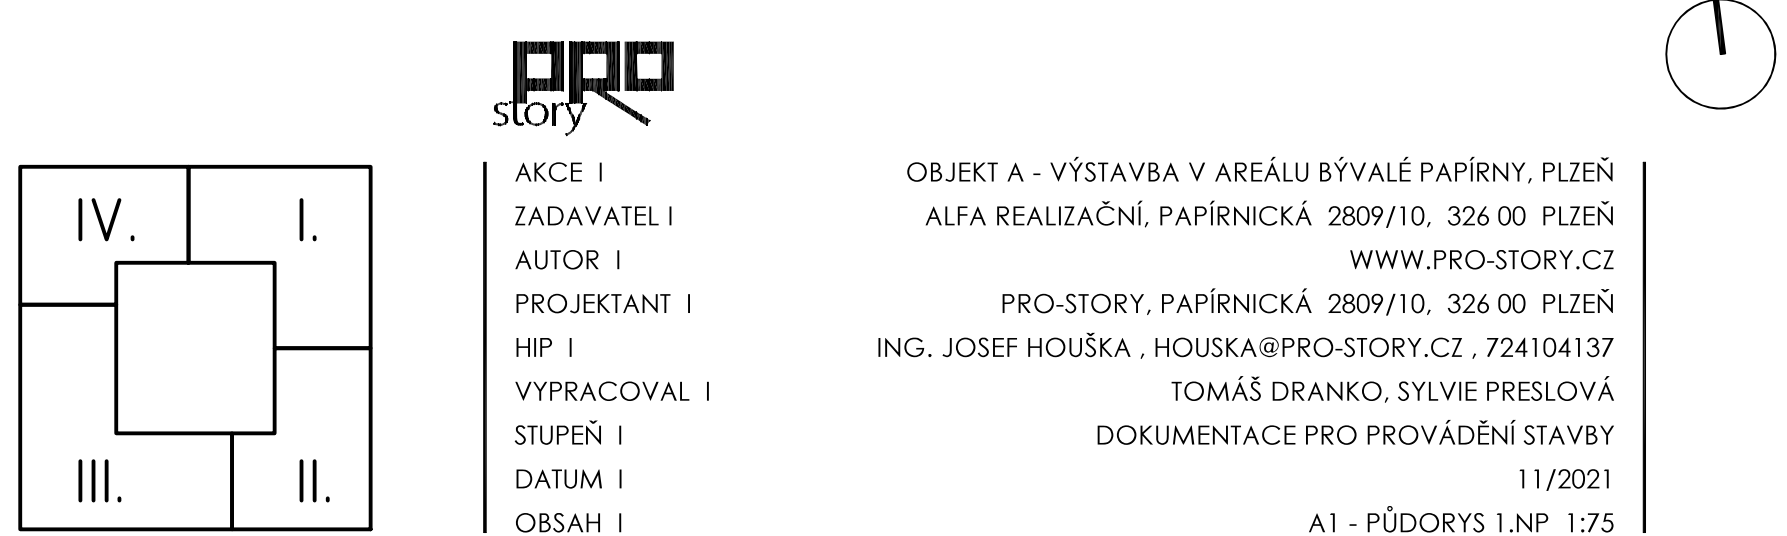 PRO
story
IV. I.
III. II.
AKCE I OBJEKT A - VÝSTAVBA V AREÁLU BÝVALÉ PAPÍRNY, PLZEŇ
ZADAVATEL I ALFA REALIZAČNÍ, PAPÍRNICKÁ 2809/10, 326 00 PLZEŇ
AUTOR I WWW.PRO-STORY.CZ
PROJEKTANT I PRO-STORY, PAPÍRNICKÁ 2809/10, 326 00 PLZEŇ
HIP I ING. JOSEF HOUŠKA , HOUSKA@PRO-STORY.CZ , 724104137
VYPRACOVAL I TOMÁŠ DRANKO, SYLVIE PRESLOVÁ
STUPEŇ I DOKUMENTACE PRO PROVÁDĚNÍ STAVBY
DATUM I 11/2021
OBSAH I A1 - PŮDORYS 1.NP 1:75